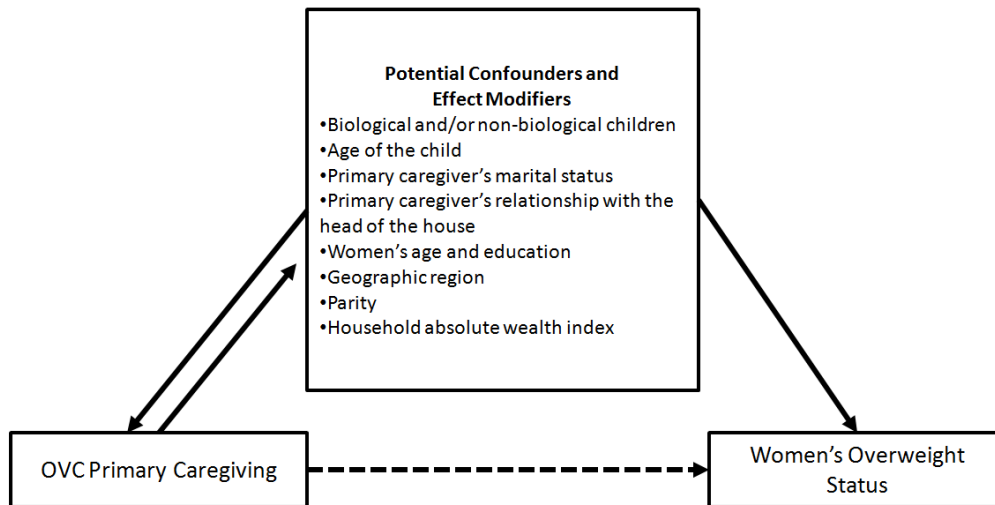 Potential Confounders and
Effect Modifiers
•Biological and/or non-biological children
•Age of the child
•Primary caregiver's marital status
•Primary caregiver's relationship with the
head of the house
•Women's age and education
•Geographic region
•Parity
•Household absolute wealth index
OVC Primary Caregiving
Women's Overweight
Status